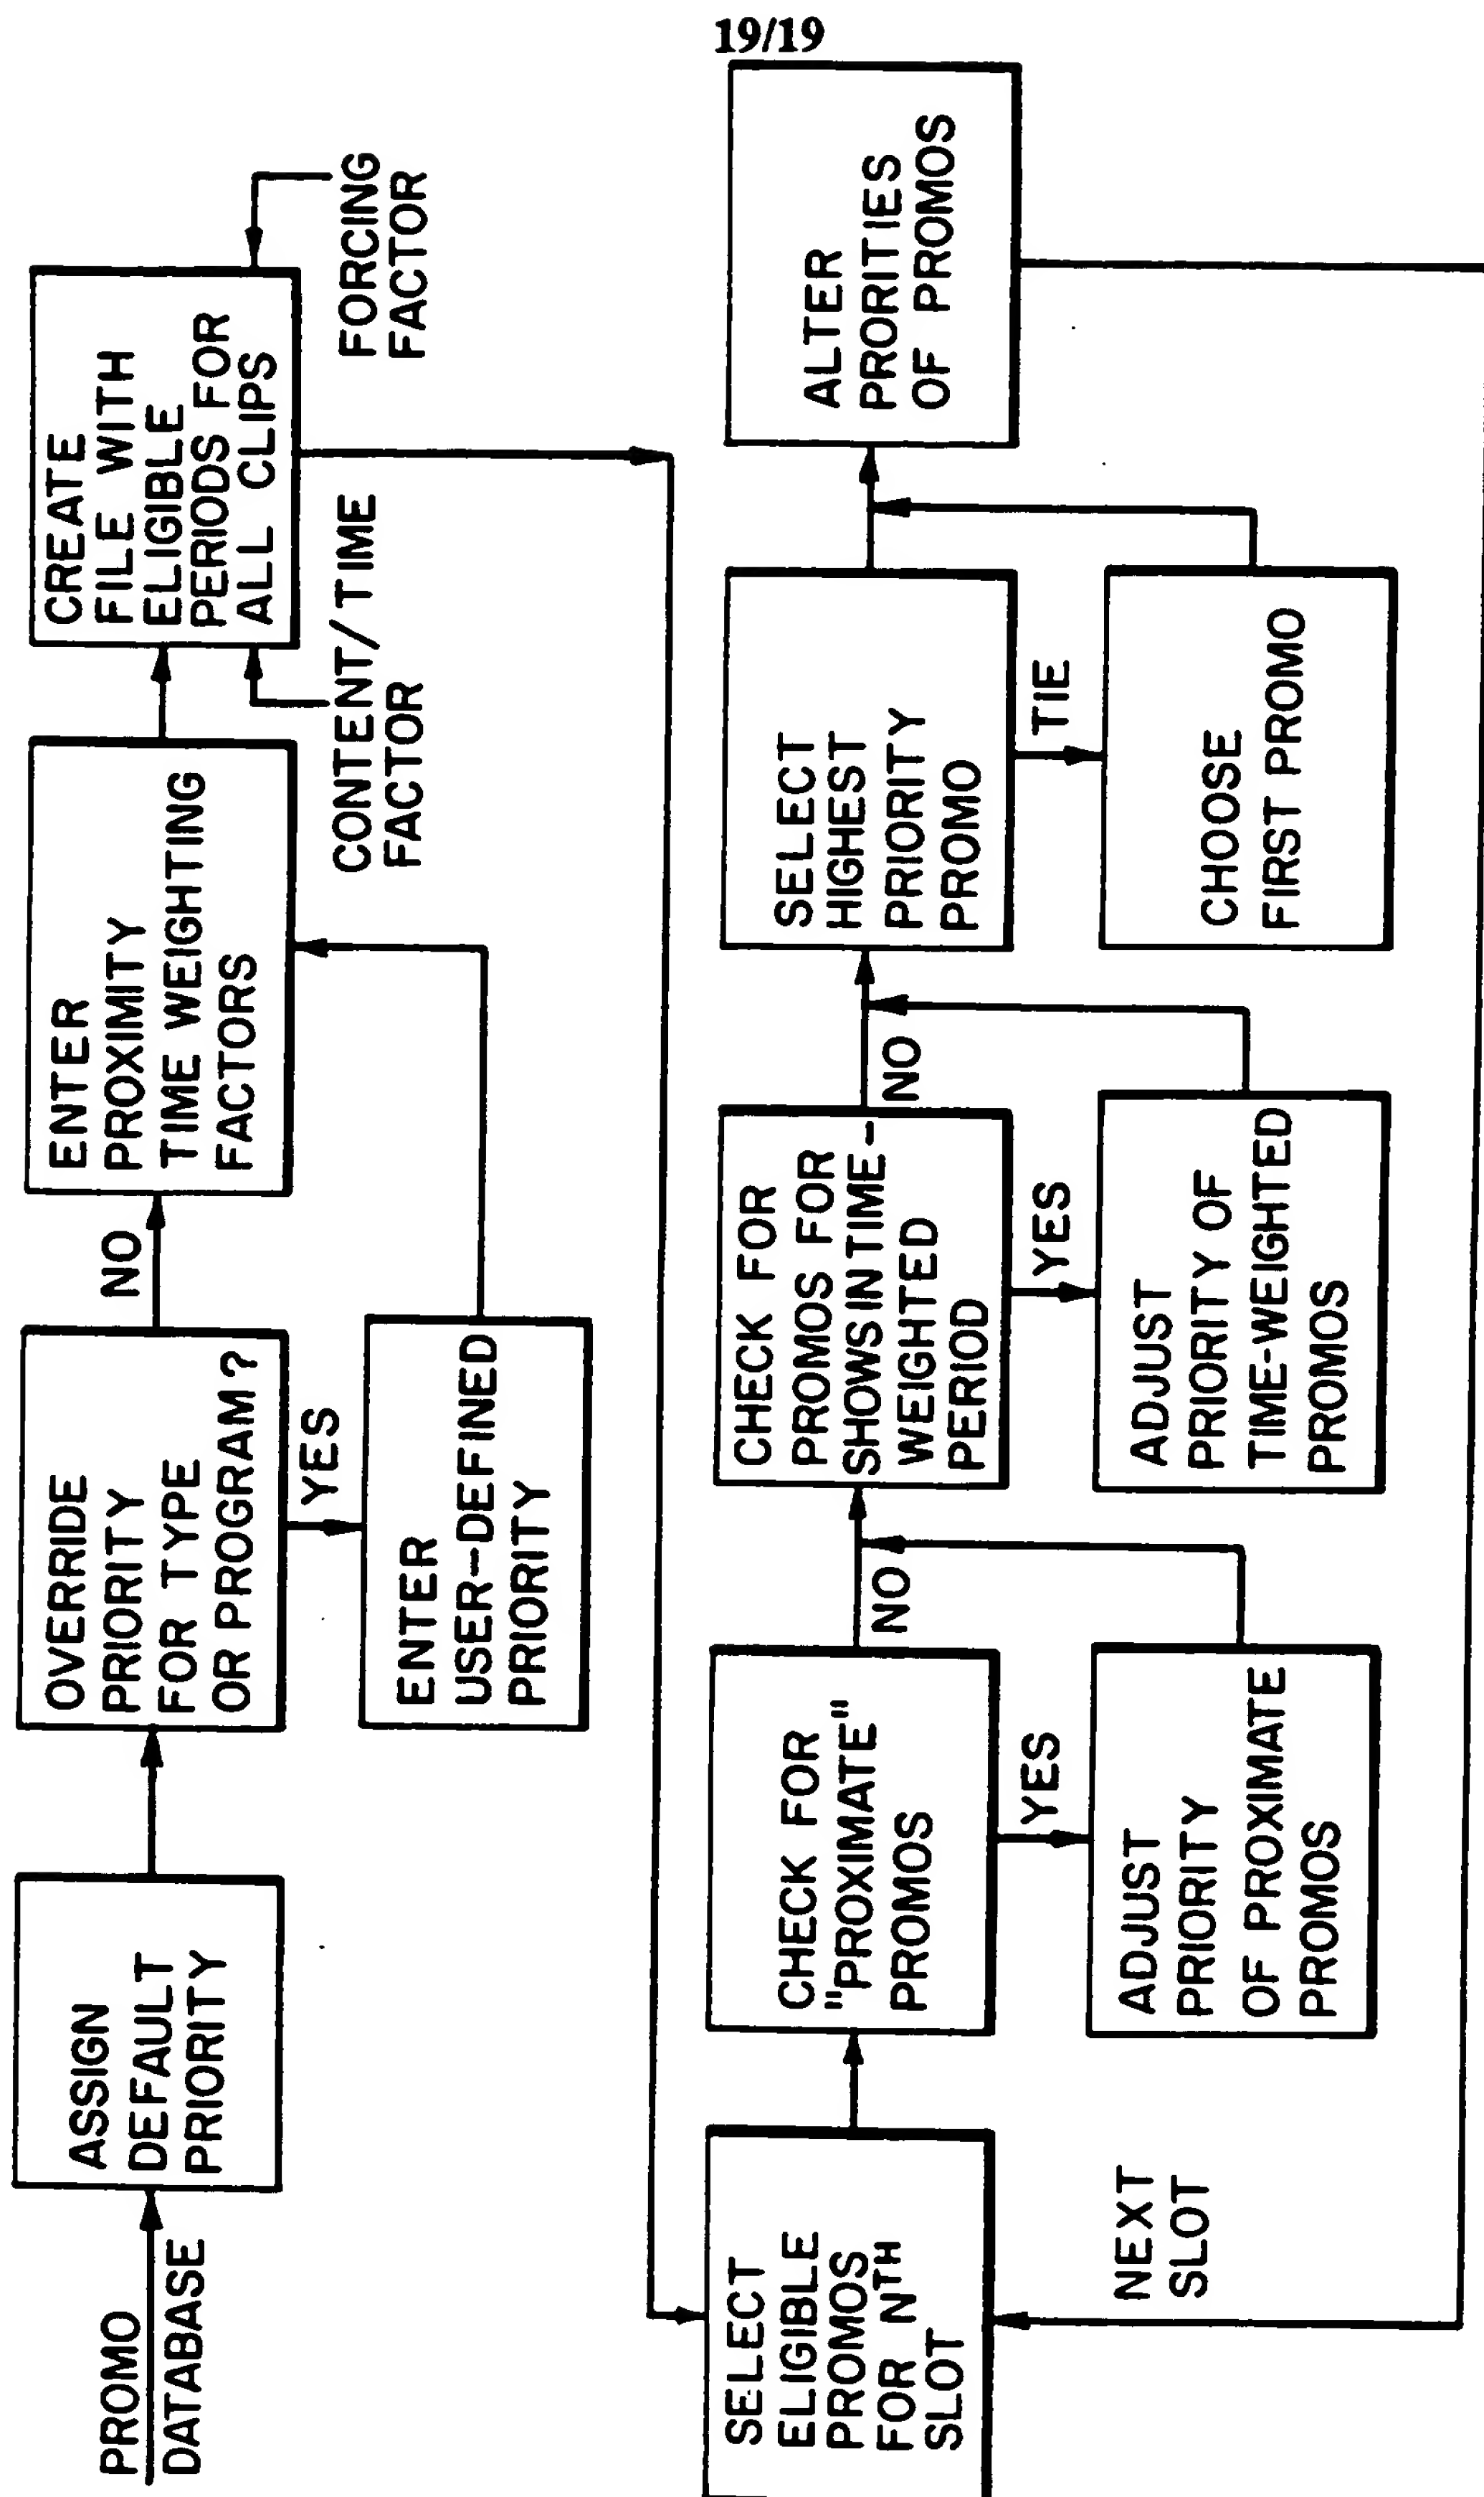 19/19
PROMO
DATABASE
ASSIGN
DEFAULT
PRIORITY
OVERRIDE
PRIORITY
FOR TYPE
OR PROGRAM?
NO
YES
ENTER
USER-DEFINED
PRIORITY
ENTER
PROXIMITY
TIME WEIGHTING
FACTORS
CREATE
FILE WITH
ELIGIBLE
PERIODS FOR
ALL CLIPS
CONTENT/TIME
FACTOR
FORCING
FACTOR
SELECT
ELIGIBLE
PROMOS
FOR NTH
SLOT
CHECK FOR
"PROXIMATE"
PROMOS
NO
YES
ADJUST
PRIORITY
OF PROXIMATE
PROMOS
CHECK FOR
PROMOS FOR
SHOWS IN TIME-
WEIGHTED
PERIOD
NO
YES
ADJUST
PRIORITY OF
TIME-WEIGHTED
PROMOS
SELECT
HIGHEST
PRIORITY
PROMO
TIE
CHOOSE
FIRST PROMO
ALTER
PRORITIES
OF PROMOS
NEXT
SLOT